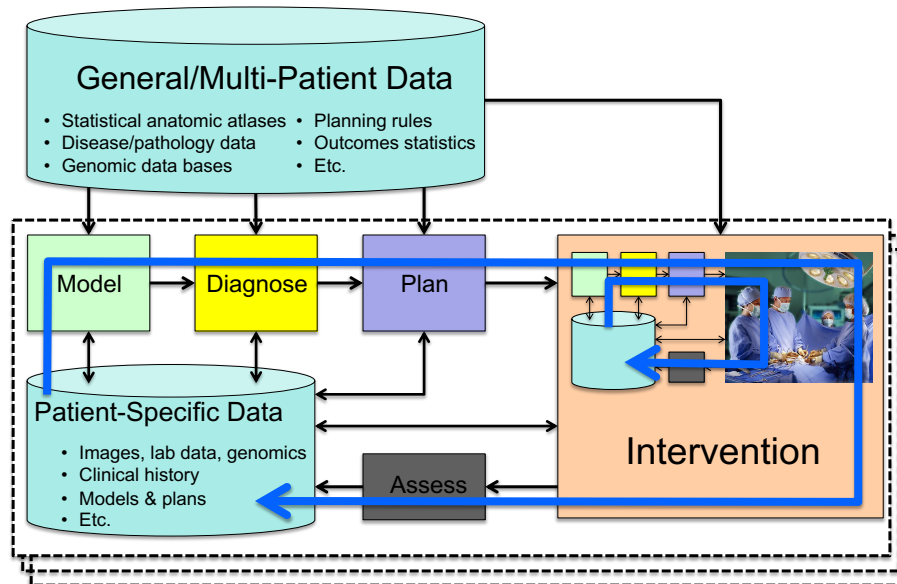 General/Multi-Patient Data
• Statistical anatomic atlases
• Disease/pathology data
• Genomic data bases
• Planning rules
• Outcomes statistics
• Etc.
Model
Diagnose
Plan
Patient-Specific Data
• Images, lab data, genomics
• Clinical history
• Models & plans
• Etc.
Assess
Intervention